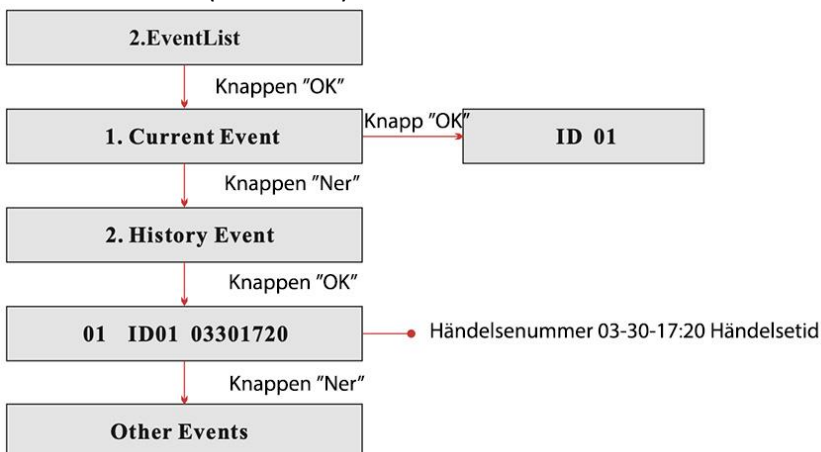 2.EventList
Knappen "OK"
1. Current Event
Knapp "OK"
ID 01
Knappen "Ner"
2. History Event
Knappen "OK"
01 ID01 03301720
Händelsenummer 03-30-17:20 Händelsetid
Knappen "Ner"
Other Events